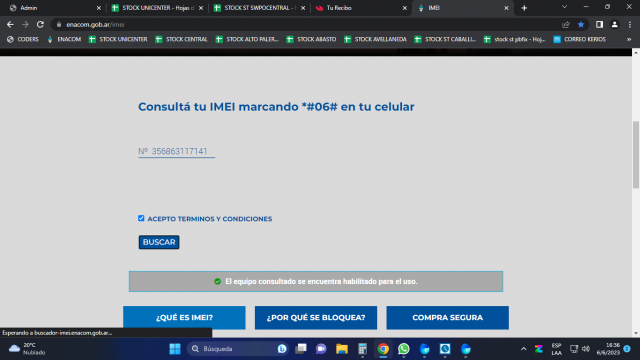 Admin
STOCK UNICENTER - Hojas d
STOCK ST SWPOCENTRAL - H
Tu Recibo
IMEI
enacom.gob.ar/imei
CODERS
ENACOM
STOCK UNICENTER
STOCK CENTRAL
STOCK ALTO PALER...
STOCK ABASTO
STOCK AVELLANEDA
STOCK ST CABALLI...
stock st pbfix - Hoj...
CORREO KERIOS
Consultá tu IMEI marcando *#06# en tu celular
Nº 356863117141
ACEPTO TERMINOS Y CONDICIONES
BUSCAR
El equipo consultado se encuentra habilitado para el uso.
¿QUÉ ES IMEI?
¿POR QUÉ SE BLOQUEA?
COMPRA SEGURA
Esperando a buscador-imei.enacom.gob.ar...
20°C
Nublado
Búsqueda
ESP
LAA
16:36
6/6/2023